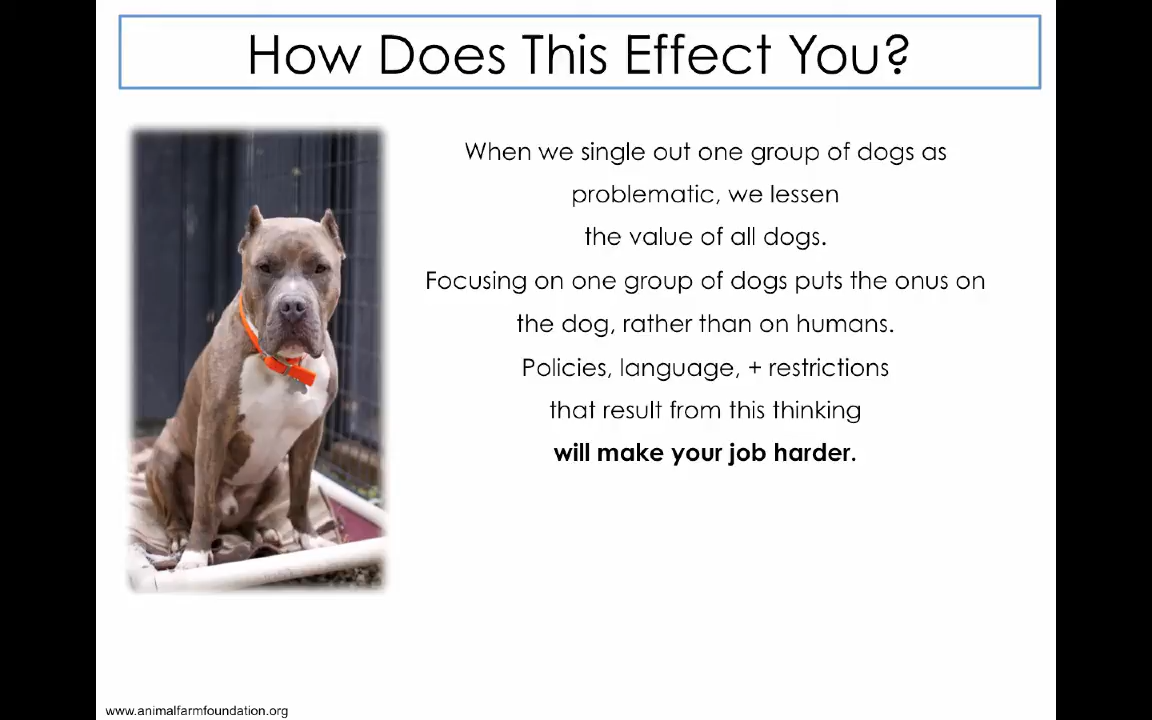 How Does This Effect You?
When we single out one group of dogs as
problematic, we lessen
the value of all dogs.
Focusing on one group of dogs puts the onus on
the dog, rather than on humans.
Policies, language, + restrictions
that result from this thinking
will make your job harder.
www.animalfarmfoundation.org